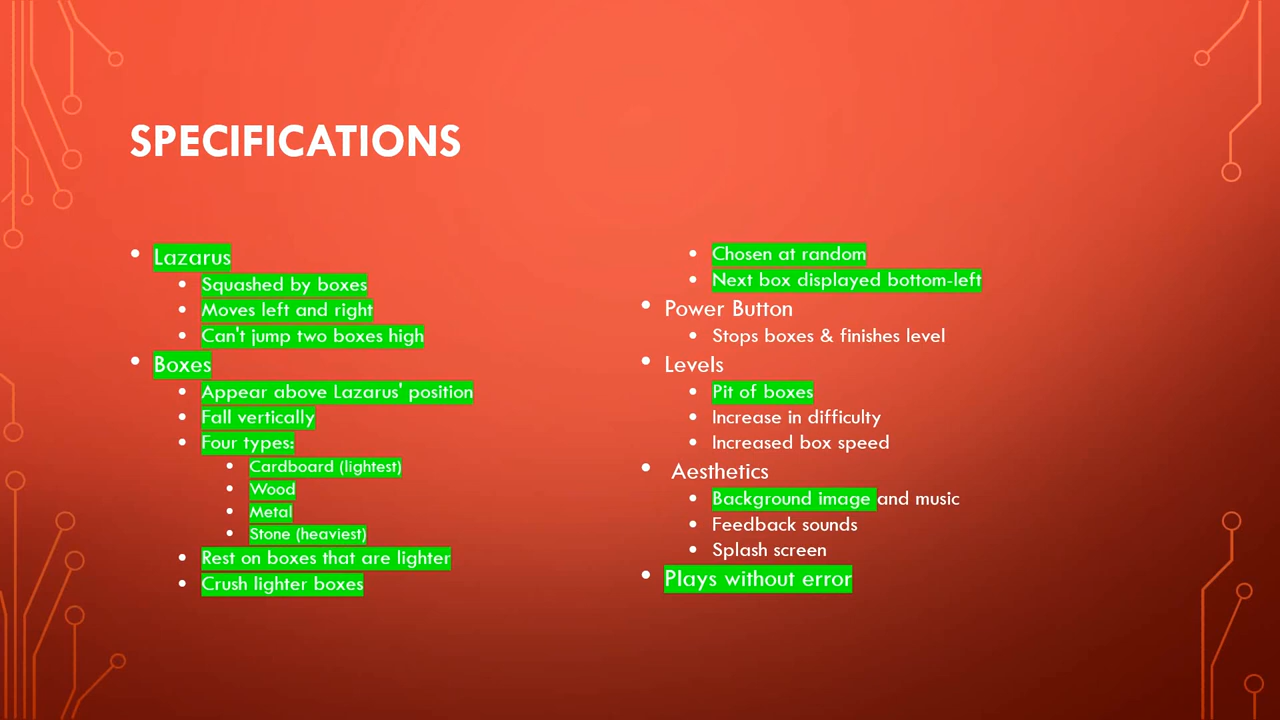 SPECIFICATIONS
• Lazarus
• Squashed by boxes
• Moves left and right
• Can't jump two boxes high
• Boxes
• Appear above Lazarus' position
• Fall vertically
• Four types:
• Cardboard (lightest)
• Wood
• Metal
• Stone (heaviest)
• Rest on boxes that are lighter
• Crush lighter boxes
• Chosen at random
• Next box displayed bottom-left
• Power Button
• Stops boxes & finishes level
• Levels
• Pit of boxes
• Increase in difficulty
• Increased box speed
• Aesthetics
• Background image and music
• Feedback sounds
• Splash screen
• Plays without error